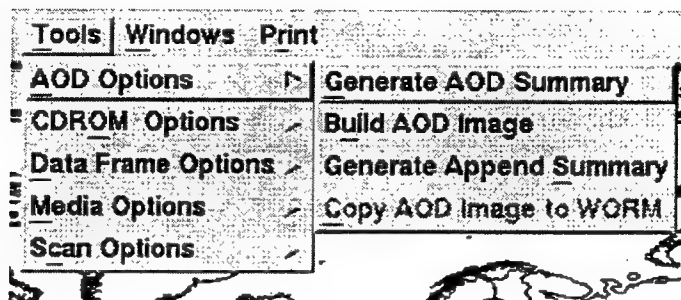 Tools Windows Print
AOD Options
CDROM Options
Data Frame Options
Media Options
Scan Options
Generate AOD Summary
Build AOD Image
Generate Append Summary
Copy AOD Image to WORM